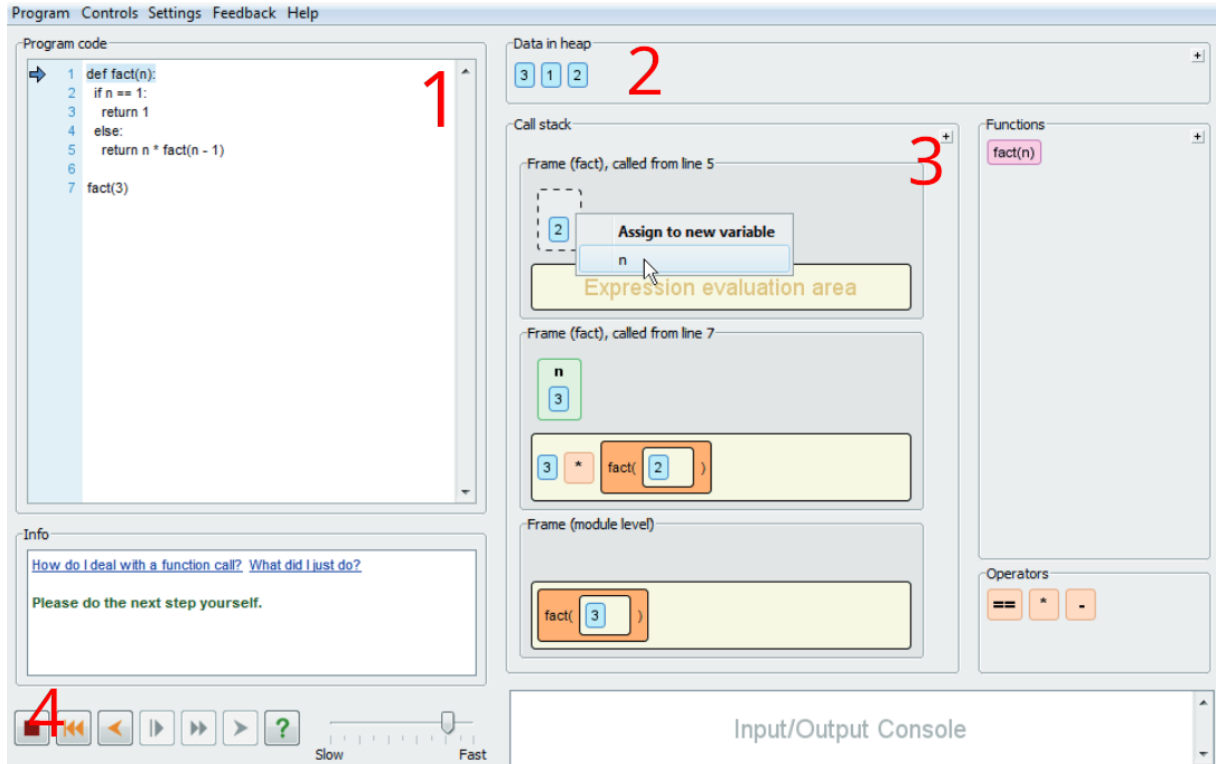 Program Controls Settings Feedback Help
Program code
1 def fact(n):
2 if n == 1:
3 return 1
4 else:
5 return n * fact(n - 1)
6
7 fact(3)
1
Data in heap
3 1 2
2
+
Call stack
+
3
Frame (fact), called from line 5
2
Assign to new variable
n
Expression evaluation area
Frame (fact), called from line 7
n
3
3 * fact( 2 )
Frame (module level)
fact( 3 )
Functions
+
fact(n)
Operators
== * -
Info
How do I deal with a function call? What did I just do?
Please do the next step yourself.
4
?
Slow Fast
Input/Output Console